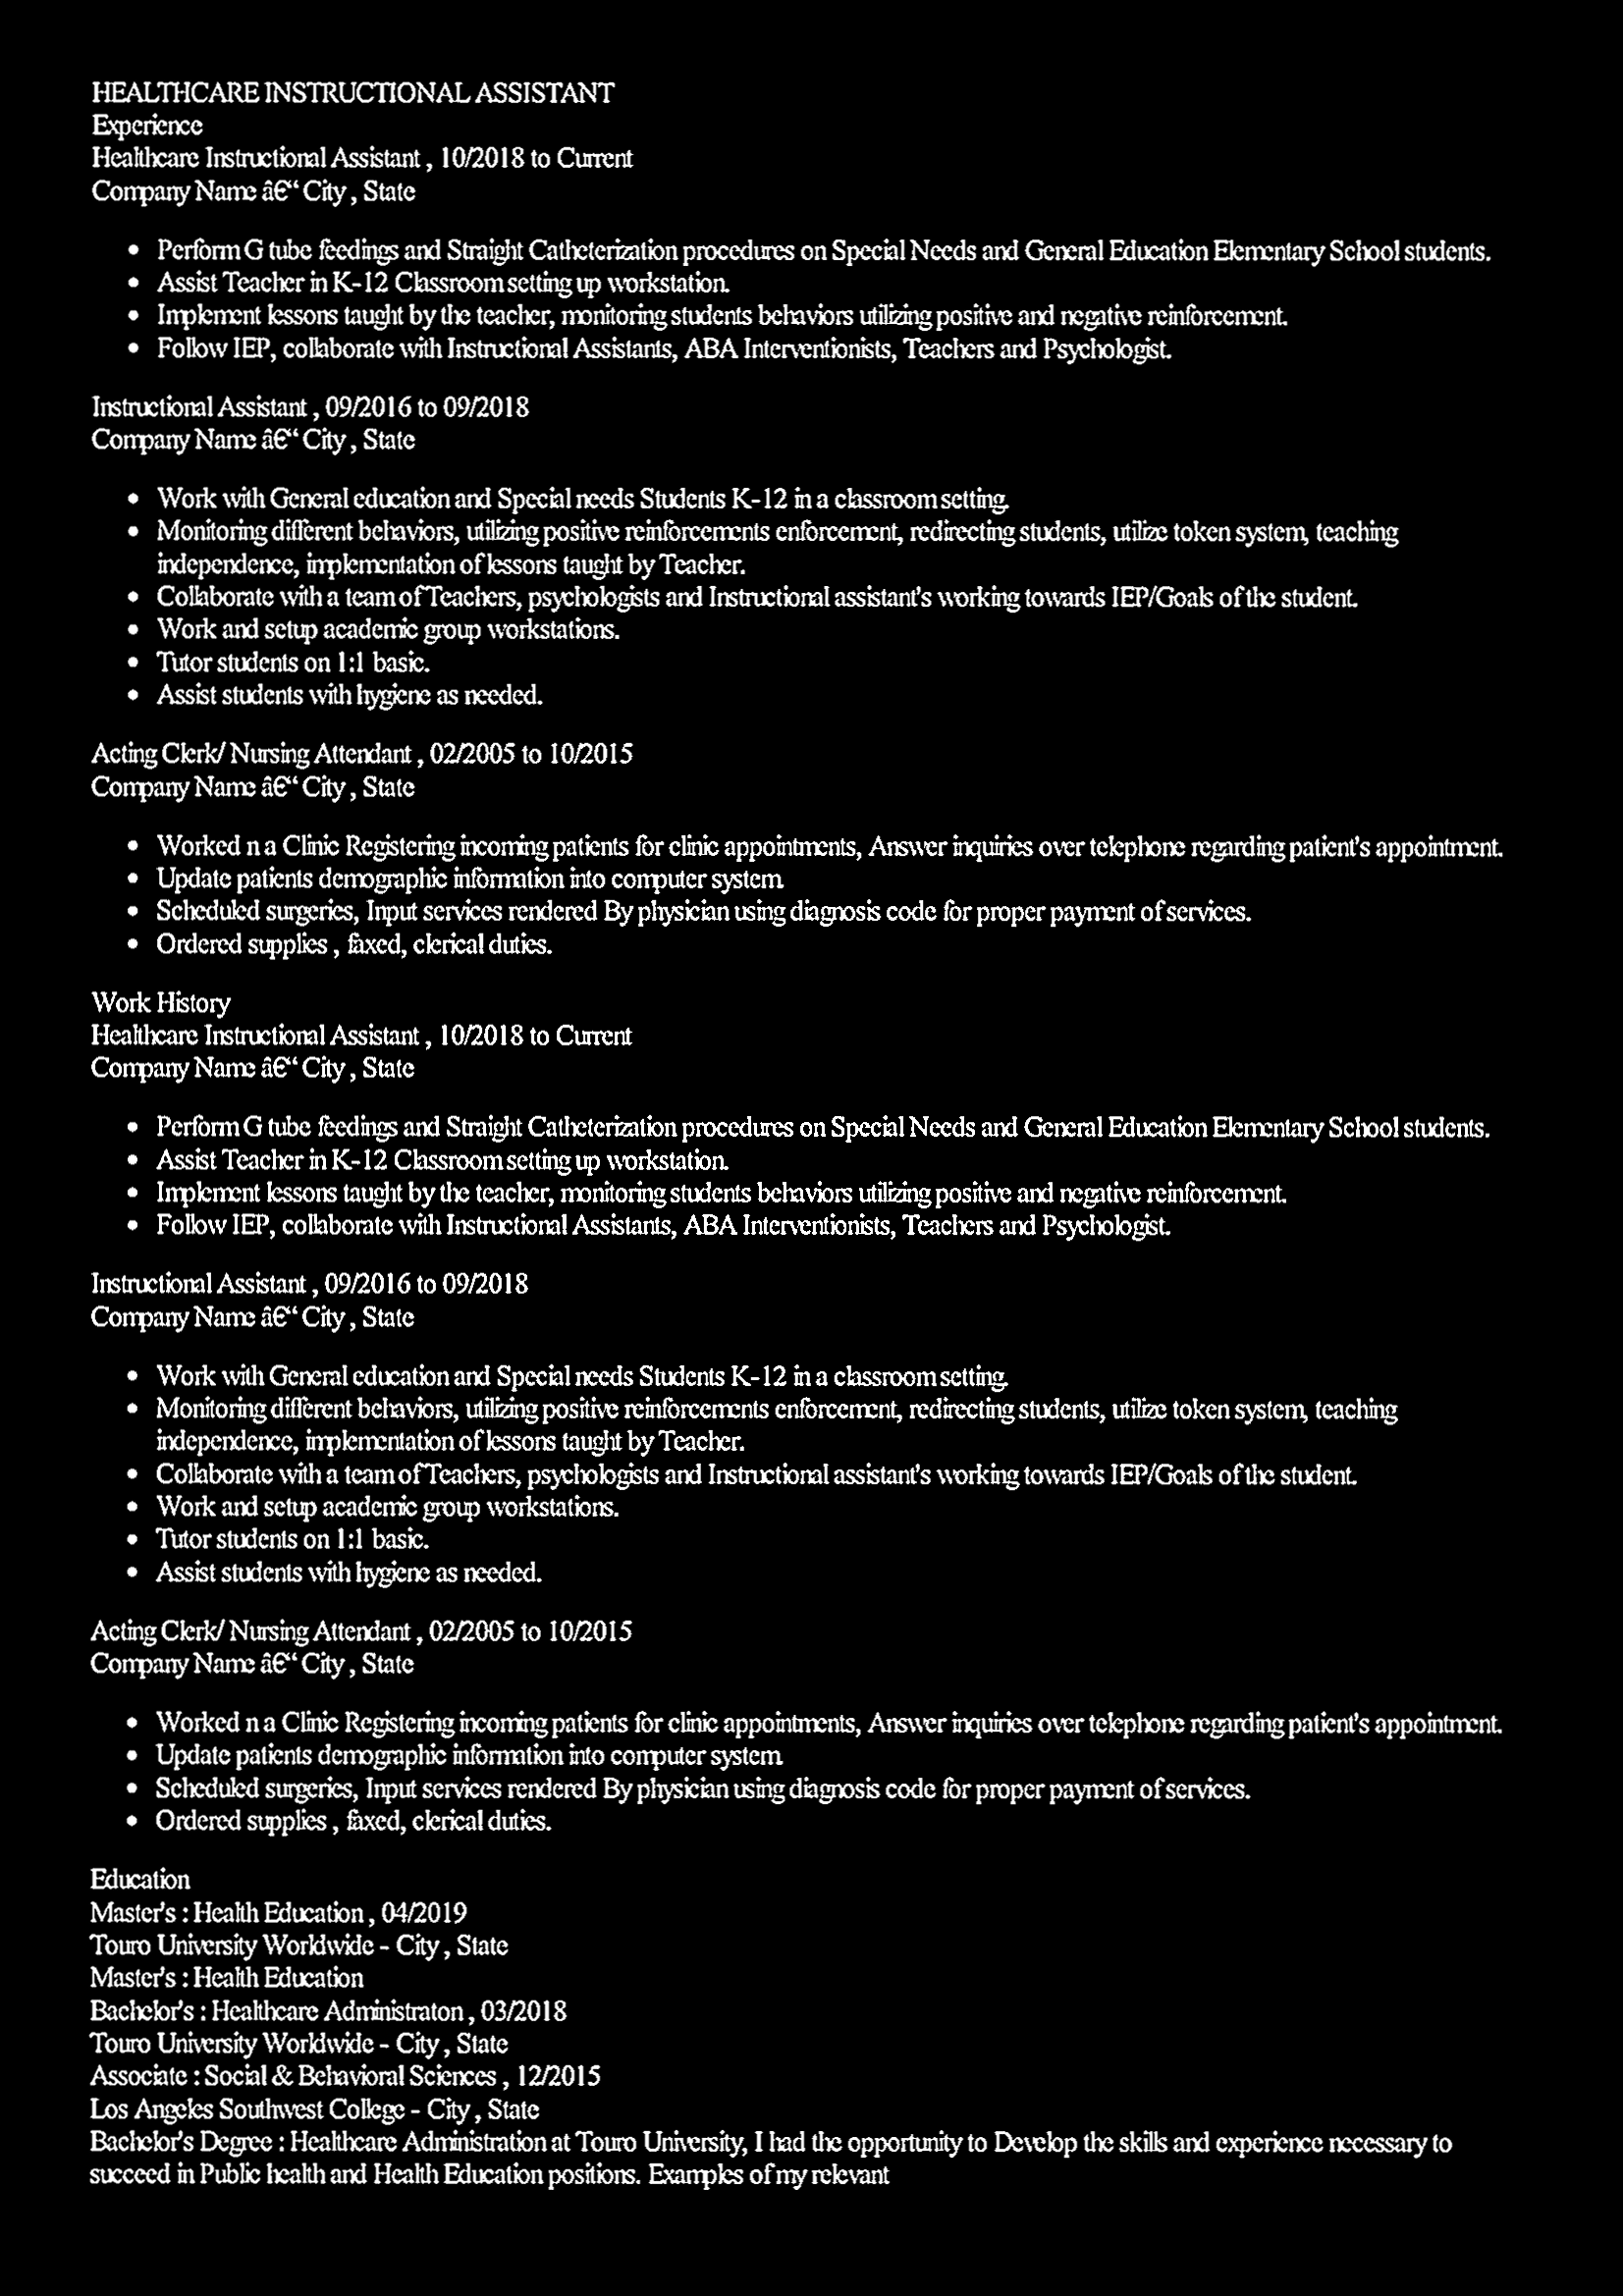 HEALTHCARE INSTRUCTIONAL ASSISTANT
Experience
Healthcare Instructional Assistant , 10/2018 to Current
Company Name â€“ City , State
• Perform G tube feedings and Straight Catheterization procedures on Special Needs and General Education Elementary School students.
• Assist Teacher in K-12 Classroom setting up workstation.
• Implement lessons taught by the teacher, monitoring students behaviors utilizing positive and negative reinforcement.
• Follow IEP, collaborate with Instructional Assistants, ABA Interventionists, Teachers and Psychologist.
Instructional Assistant , 09/2016 to 09/2018
Company Name â€“ City , State
• Work with General education and Special needs Students K-12 in a classroom setting.
• Monitoring different behaviors, utilizing positive reinforcements enforcement, redirecting students, utilize token system, teaching
independence, implementation of lessons taught by Teacher.
• Collaborate with a team of Teachers, psychologists and Instructional assistant's working towards IEP/Goals of the student.
• Work and setup academic group workstations.
• Tutor students on 1:1 basic.
• Assist students with hygiene as needed.
Acting Clerk/ Nursing Attendant , 02/2005 to 10/2015
Company Name â€“ City , State
• Worked n a Clinic Registering incoming patients for clinic appointments, Answer inquiries over telephone regarding patient's appointment.
• Update patients demographic information into computer system.
• Scheduled surgeries, Input services rendered By physician using diagnosis code for proper payment of services.
• Ordered supplies , faxed, clerical duties.
Work History
Healthcare Instructional Assistant , 10/2018 to Current
Company Name â€“ City , State
• Perform G tube feedings and Straight Catheterization procedures on Special Needs and General Education Elementary School students.
• Assist Teacher in K-12 Classroom setting up workstation.
• Implement lessons taught by the teacher, monitoring students behaviors utilizing positive and negative reinforcement.
• Follow IEP, collaborate with Instructional Assistants, ABA Interventionists, Teachers and Psychologist.
Instructional Assistant , 09/2016 to 09/2018
Company Name â€“ City , State
• Work with General education and Special needs Students K-12 in a classroom setting.
• Monitoring different behaviors, utilizing positive reinforcements enforcement, redirecting students, utilize token system, teaching
independence, implementation of lessons taught by Teacher.
• Collaborate with a team of Teachers, psychologists and Instructional assistant's working towards IEP/Goals of the student.
• Work and setup academic group workstations.
• Tutor students on 1:1 basic.
• Assist students with hygiene as needed.
Acting Clerk/ Nursing Attendant , 02/2005 to 10/2015
Company Name â€“ City , State
• Worked n a Clinic Registering incoming patients for clinic appointments, Answer inquiries over telephone regarding patient's appointment.
• Update patients demographic information into computer system.
• Scheduled surgeries, Input services rendered By physician using diagnosis code for proper payment of services.
• Ordered supplies , faxed, clerical duties.
Education
Master's : Health Education , 04/2019
Touro University Worldwide - City , State
Master's : Health Education
Bachelor's : Healthcare Administraton , 03/2018
Touro University Worldwide - City , State
Associate : Social & Behavioral Sciences , 12/2015
Los Angeles Southwest College - City , State
Bachelor's Degree : Healthcare Administration at Touro University, I had the opportunity to Develop the skills and experience necessary to
succeed in Public health and Health Education positions. Examples of my relevant